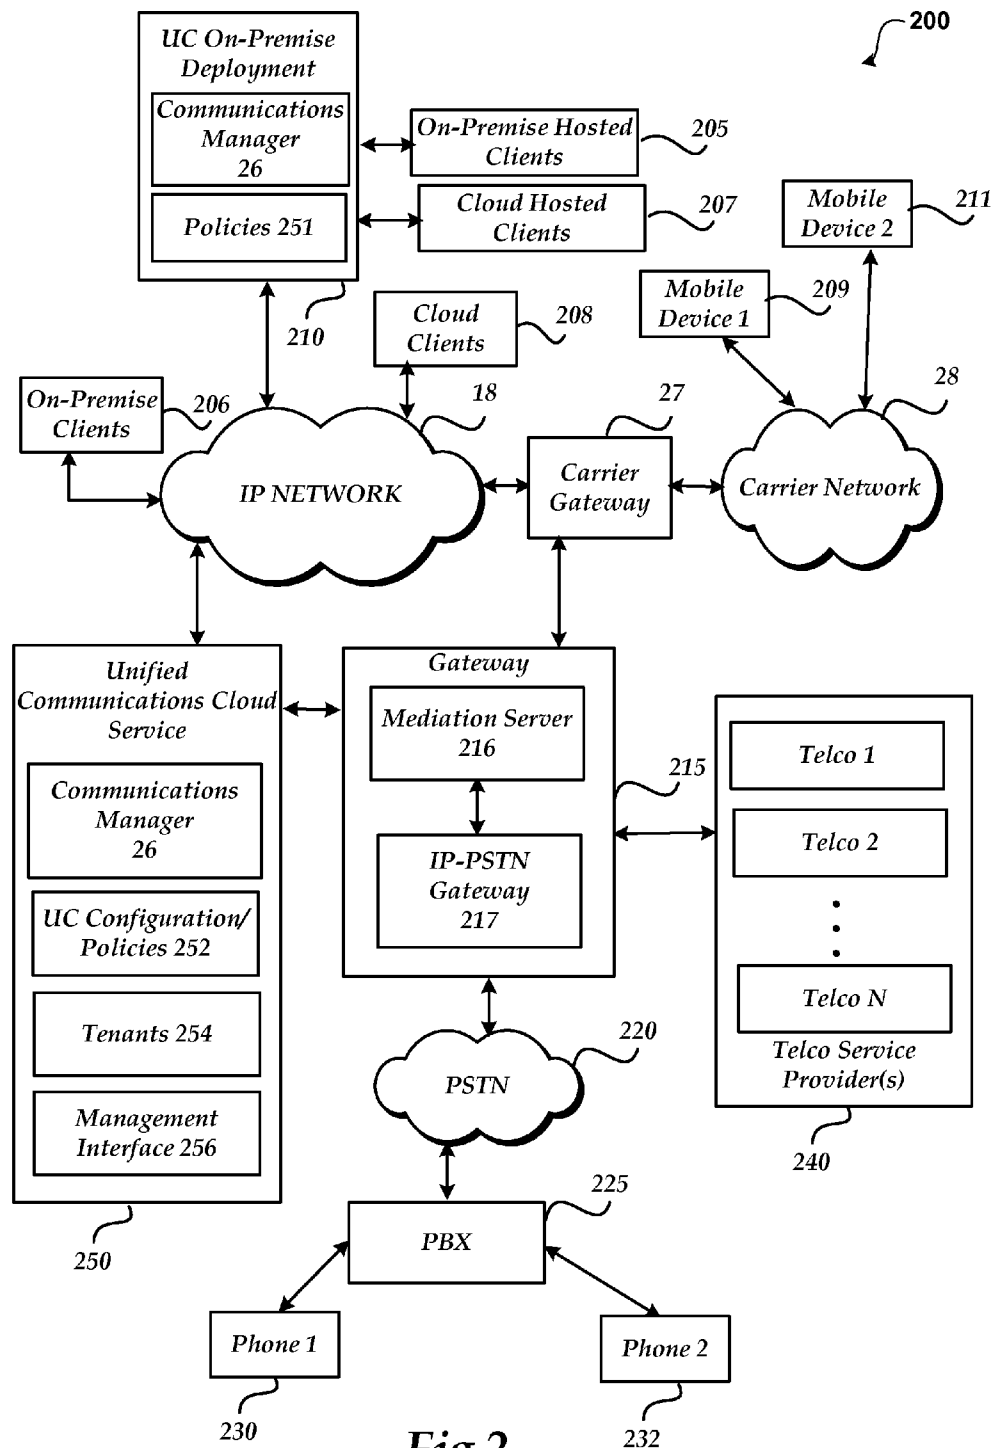 200
UC On-Premise
Deployment
Communications
Manager
26
Policies 251
210
On-Premise Hosted
Clients
205
Cloud Hosted
Clients
207
Mobile
Device 2
211
Mobile
Device 1
209
Cloud
Clients
208
On-Premise
Clients
206
18
IP NETWORK
27
Carrier
Gateway
28
Carrier Network
Unified
Communications Cloud
Service
Communications
Manager
26
UC Configuration/
Policies 252
Tenants 254
Management
Interface 256
250
Gateway
Mediation Server
216
IP-PSTN
Gateway
217
215
Telco 1
Telco 2
Telco N
Telco Service
Provider(s)
240
220
PSTN
225
PBX
Phone 1
230
Phone 2
232
Fig 2